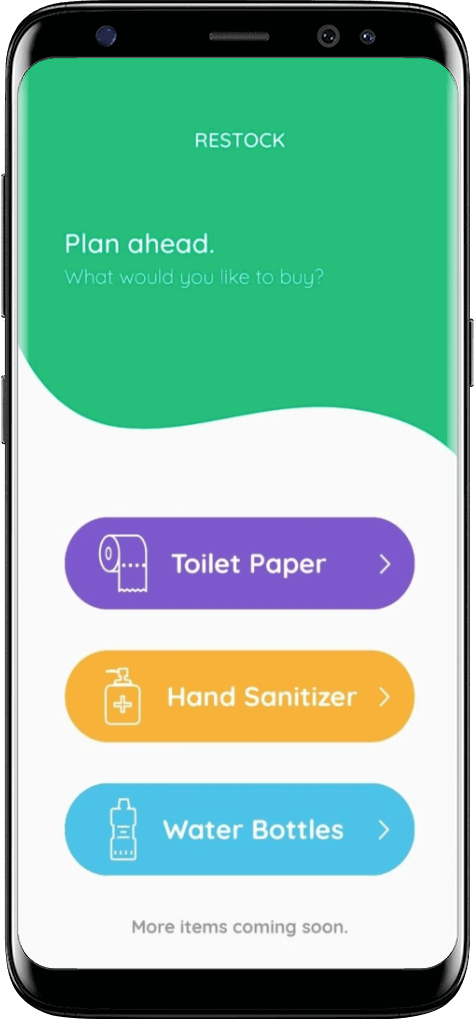 RESTOCK
Plan ahead.
What would you like to buy?
Toilet Paper
Hand Sanitizer
Water Bottles
More items coming soon.